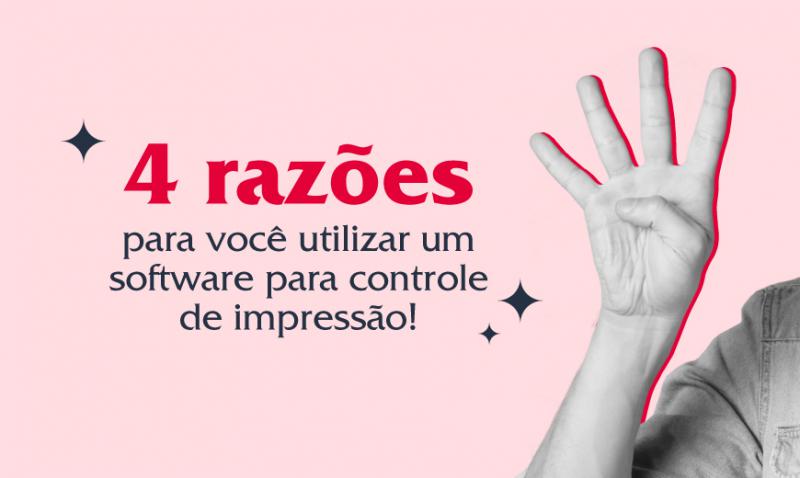 4 razões
para você utilizar um
software para controle
de impressão!